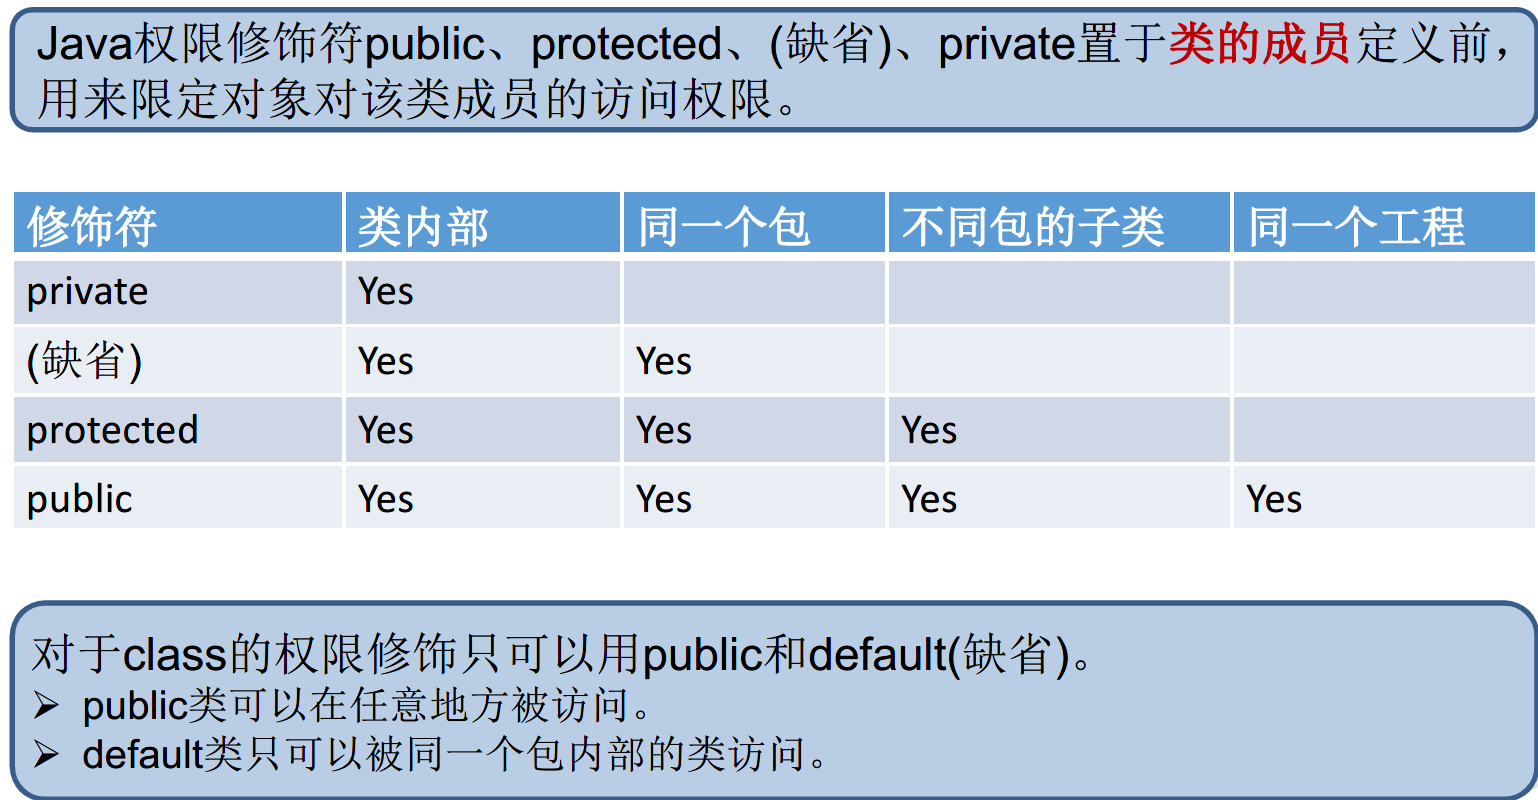 Java权限修饰符public、protected、(缺省)、private置于类的成员定义前，
用来限定对象对该类成员的访问权限。
修饰符 类内部 同一个包 不同包的子类 同一个工程
private Yes
(缺省) Yes Yes
protected Yes Yes Yes
public Yes Yes Yes Yes
对于class的权限修饰只可以用public和default(缺省)。
➢ public类可以在任意地方被访问。
➢ default类只可以被同一个包内部的类访问。